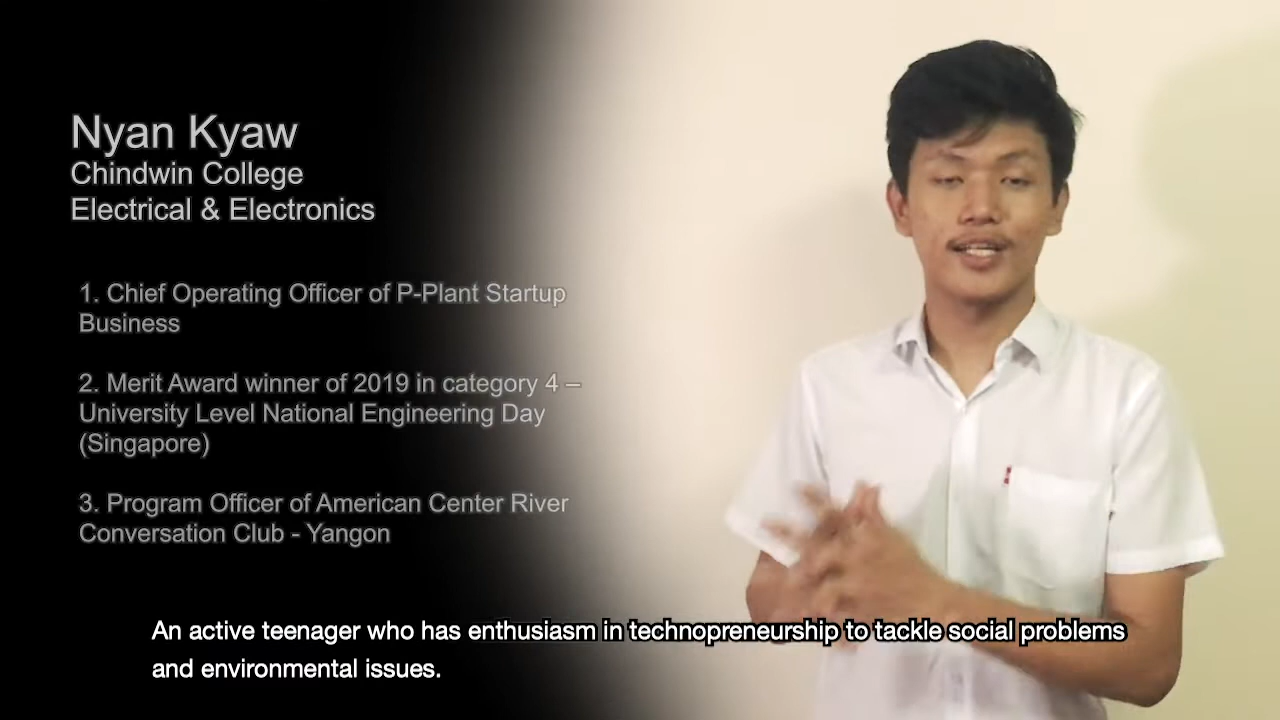 Nyan Kyaw
Chindwin College
Electrical & Electronics
1. Chief Operating Officer of P-Plant Startup
Business
2. Merit Award winner of 2019 in category 4 –
University Level National Engineering Day
(Singapore)
3. Program Officer of American Center River
Conversation Club - Yangon
An active teenager who has enthusiasm in technopreneurship to tackle social problems
and environmental issues.